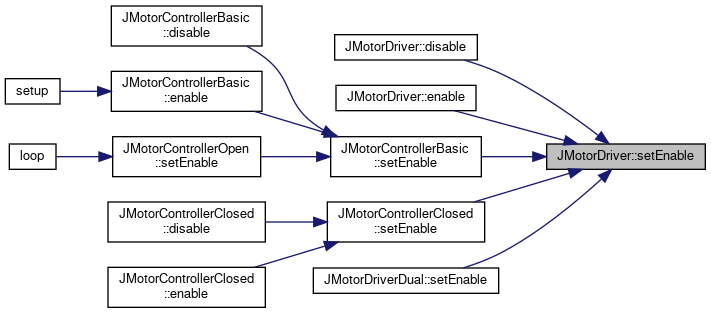 JMotorControllerBasic
::disable
JMotorDriver::disable
setup
JMotorControllerBasic
::enable
JMotorDriver::enable
loop
JMotorControllerOpen
::setEnable
JMotorControllerBasic
::setEnable
JMotorDriver::setEnable
JMotorControllerClosed
::disable
JMotorControllerClosed
::setEnable
JMotorControllerClosed
::enable
JMotorDriverDual::setEnable